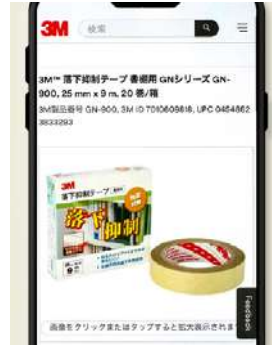 3M
検索
3M™ 落下抑制テープ 書棚用 GNシリーズ GN-
900, 25 mm x 9 m, 20 巻/箱
3M製品番号 GN-900, 3M ID 7010609616, UPC 0454862
3833293
3M
落下抑制テープ
落下
抑制
Feedback
画像をクリックまたはタップすると拡大表示されま